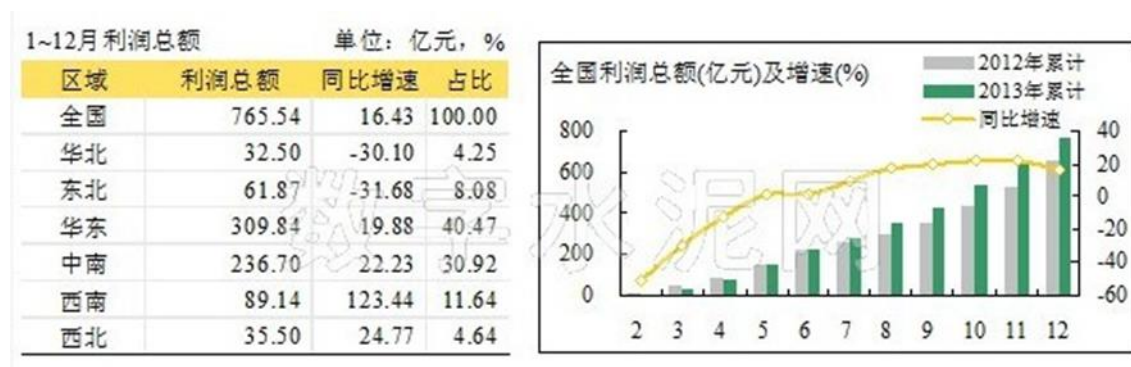 1~12月利润总额 单位：亿元，%
区域 利润总额 同比增速 占比
全国 765.54 16.43 100.00
华北 32.50 -30.10 4.25
东北 61.87 -31.68 8.08
华东 309.84 19.88 40.47
中南 236.70 22.23 30.92
西南 89.14 123.44 11.64
西北 35.50 24.77 4.64
全国利润总额(亿元)及增速(%)
2012年累计
2013年累计
同比增速
800
600
400
200
0
40
20
0
-20
-40
-60
2 3 4 5 6 7 8 9 10 11 12
数字水泥网